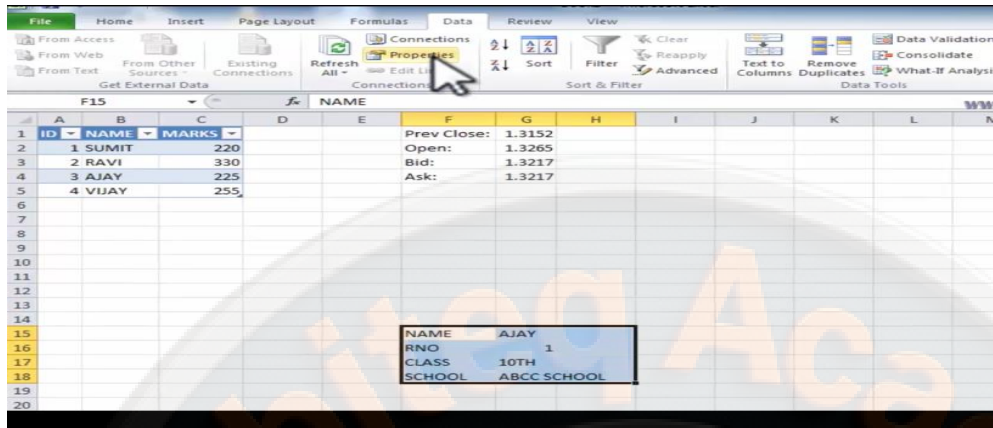 File Home Insert Page Layout Formulas Data Review View
From Access
From Web
From Text
From Other Sources
Existing Connections
Get External Data
Refresh All
Connections
Properties
Edit Li
Connections
Sort
Filter
Clear
Reapply
Advanced
Sort & Filter
Text to Columns
Remove Duplicates
Data Validation
Consolidate
What-If Analysi
Data Tools
F15 fx NAME
A B C D E F G H I J K L
1 ID NAME MARKS Prev Close: 1.3152
2 1 SUMIT 220 Open: 1.3265
3 2 RAVI 330 Bid: 1.3217
4 3 AJAY 225 Ask: 1.3217
5 4 VIJAY 255
6
7
8
9
10
11
12
13
14
15 NAME AJAY
16 RNO 1
17 CLASS 10TH
18 SCHOOL ABCC SCHOOL
19
20